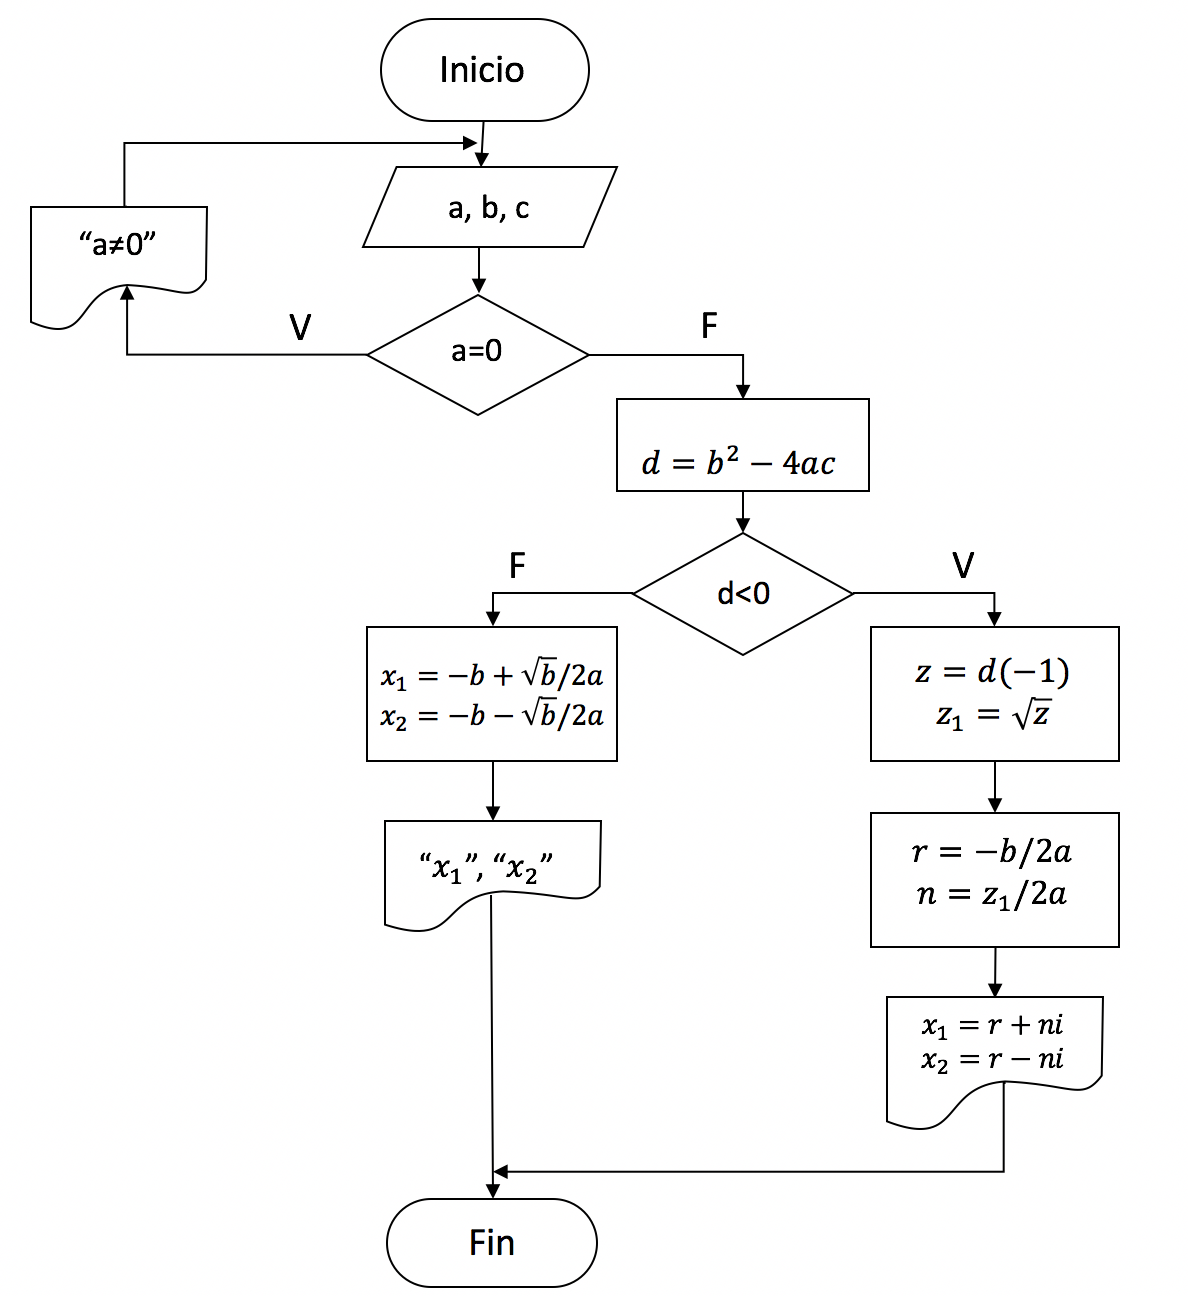 Inicio
a, b, c
“a≠0”
V
a=0
F
d = b² − 4ac
F
d<0
V
x₁ = −b + √b/2a
x₂ = −b − √b/2a
z = d(−1)
z₁ = √z
“x₁”, “x₂”
r = −b/2a
n = z₁/2a
x₁ = r + ni
x₂ = r − ni
Fin